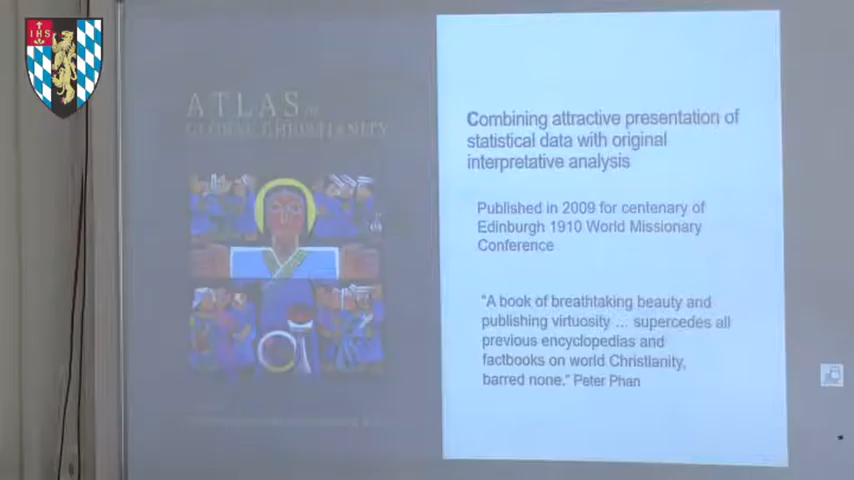 IHS
ATLAS OF
GLOBAL CHRISTIANITY
Combining attractive presentation of
statistical data with original
interpretative analysis
Published in 2009 for centenary of
Edinburgh 1910 World Missionary
Conference
"A book of breathtaking beauty and
publishing virtuosity ... supercedes all
previous encyclopedias and
factbooks on world Christianity,
barred none." Peter Phan